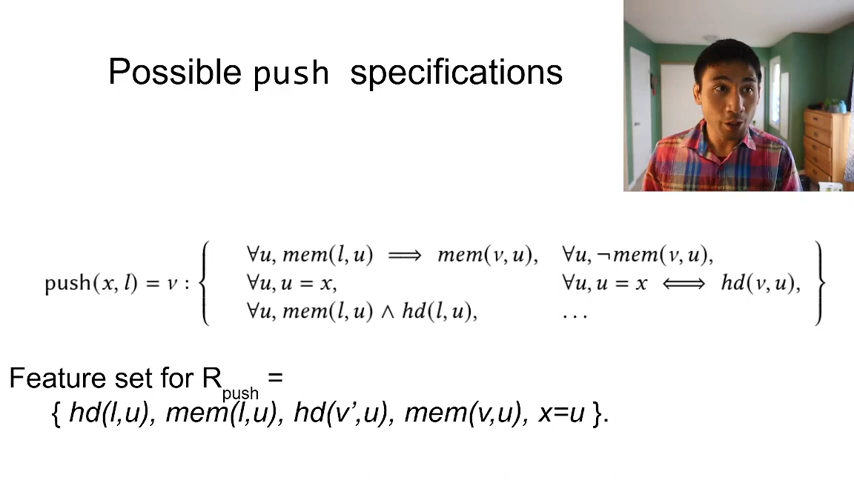 Possible push specifications
push(x, l) = v : { ∀u, mem(l, u) ⟹ mem(v, u), ∀u, ¬mem(v, u),
∀u, u = x, ∀u, u = x ⟺ hd(v, u),
∀u, mem(l, u) ∧ hd(l, u), ... }
Feature set for R_push =
{ hd(l,u), mem(l,u), hd(v’,u), mem(v,u), x=u }.